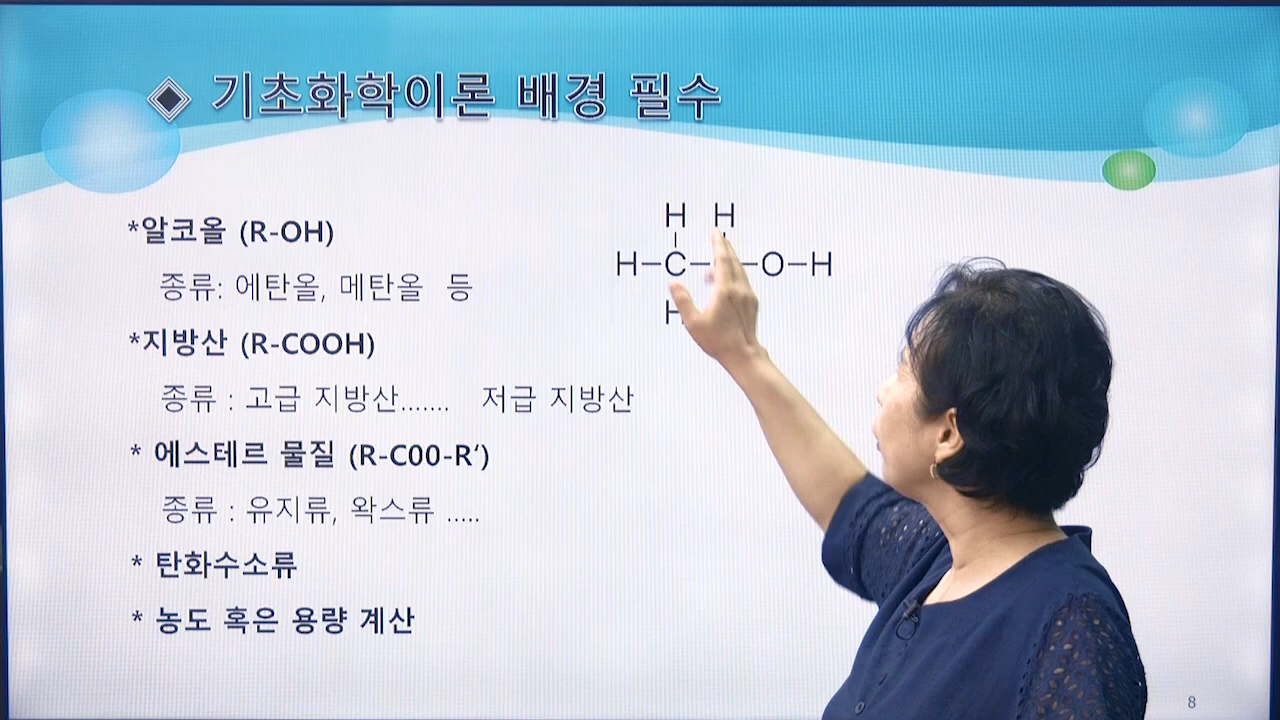 ◈ 기초화학이론 배경 필수
*알코올 (R-OH)
H H
H-C- -O-H
H
종류: 에탄올, 메탄올 등
*지방산 (R-COOH)
종류 : 고급 지방산....... 저급 지방산
* 에스테르 물질 (R-C00-R')
종류 : 유지류, 왁스류 .....
* 탄화수소류
* 농도 혹은 용량 계산
8